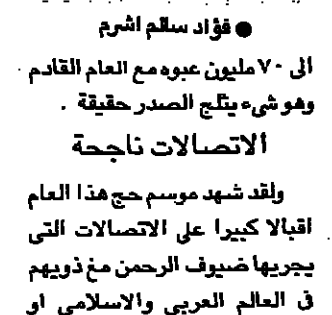 ● فؤاد سالم اشرم
الى ٧٠ مليون عبوه مع العام القادم
وهو شيء يثلج الصدر حقيقة .
الاتصالات ناجحة
ولقد شهد موسم حج هذا العام
اقبالا كبيرا على الاتصالات التى
يجريها ضيوف الرحمن مع ذويهم
فى العالم العربى والاسلامى او